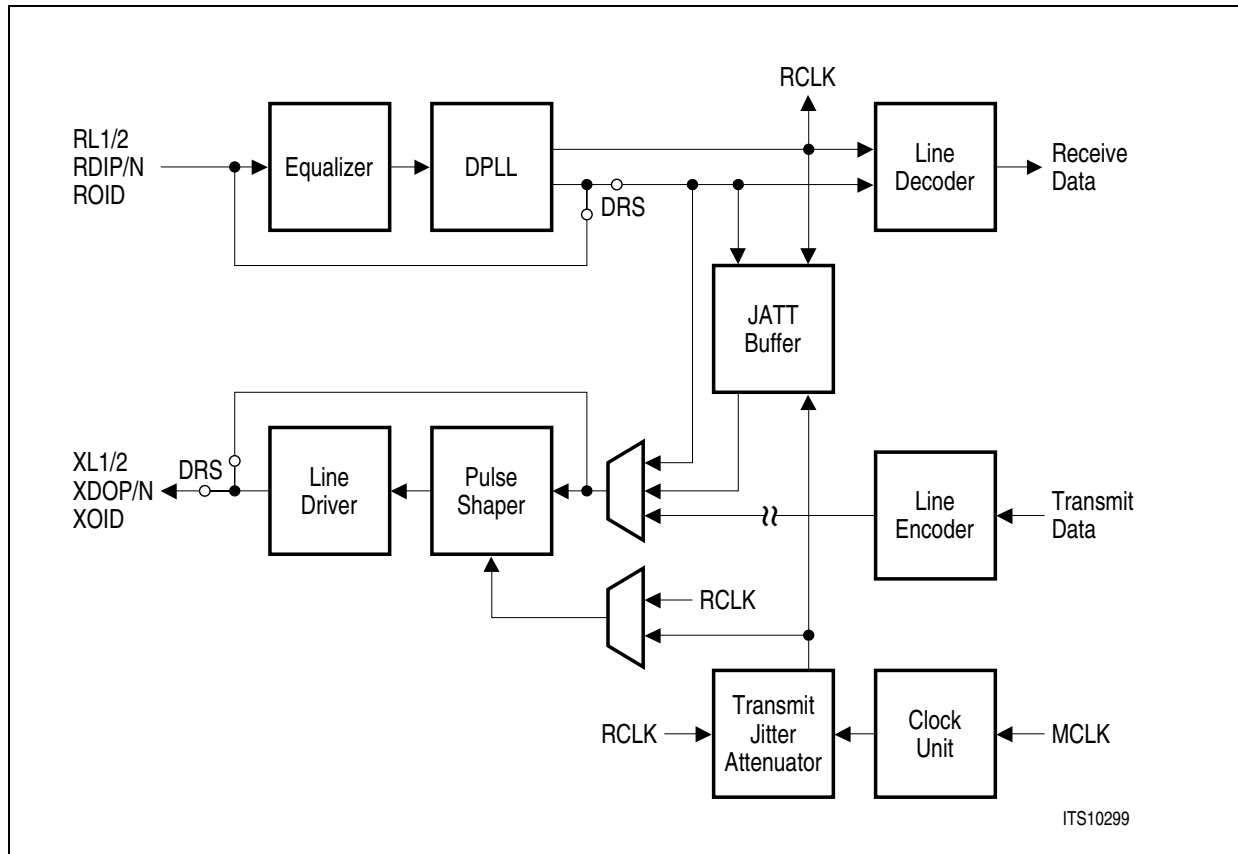 RCLK
RL1/2
RDIP/N
ROID
Equalizer
DPLL
DRS
Line
Decoder
Receive
Data
JATT
Buffer
XL1/2
XDOP/N
XOID
DRS
Line
Driver
Pulse
Shaper
Line
Encoder
Transmit
Data
RCLK
RCLK
Transmit
Jitter
Attenuator
Clock
Unit
MCLK
ITS10299